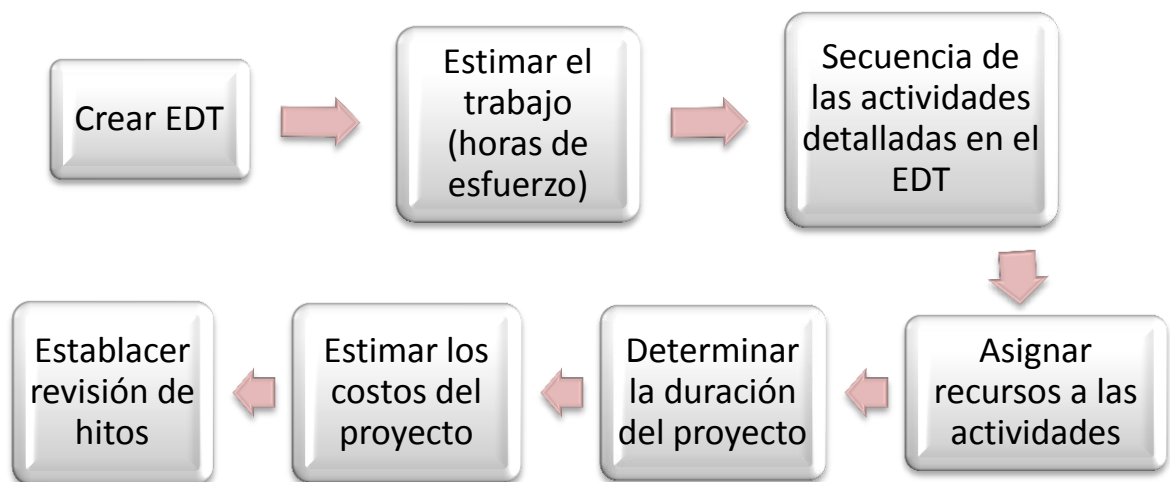 Crear EDT
Estimar el
trabajo
(horas de
esfuerzo)
Secuencia de
las actividades
detalladas en el
EDT
Asignar
recursos a las
actividades
Determinar
la duración
del proyecto
Estimar los
costos del
proyecto
Establacer
revisión de
hitos